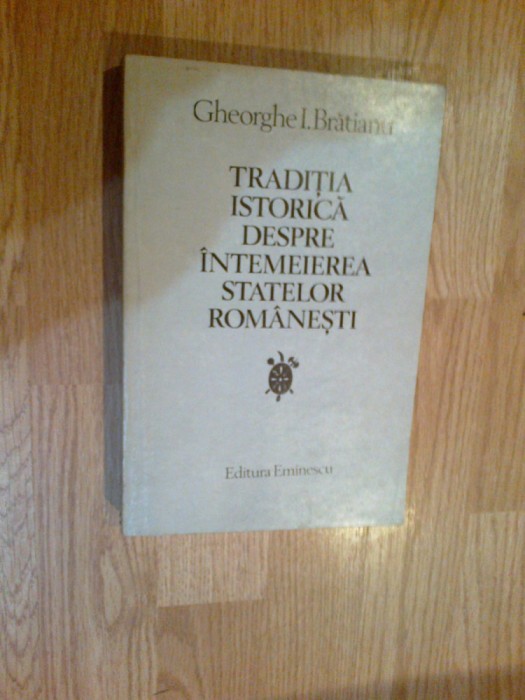 Gheorghe I. Brătianu
TRADIȚIA
ISTORICĂ
DESPRE
ÎNTEMEIEREA
STATELOR
ROMÂNEȘTI
Editura Eminescu